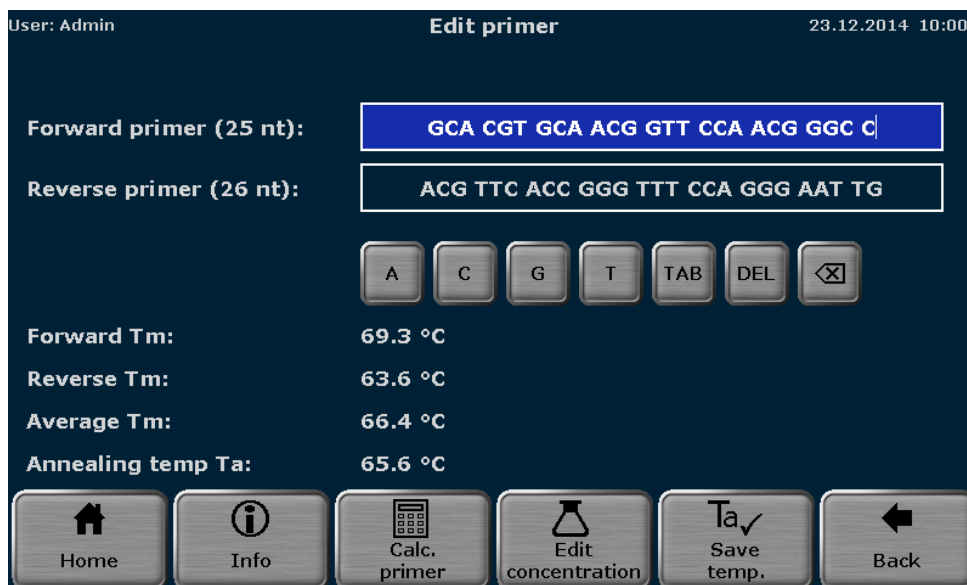 User: Admin Edit primer 23.12.2014 10:00
Forward primer (25 nt): GCA CGT GCA ACG GTT CCA ACG GGC C
Reverse primer (26 nt): ACG TTC ACC GGG TTT CCA GGG AAT TG
A C G T TAB DEL
Forward Tm: 69.3 °C
Reverse Tm: 63.6 °C
Average Tm: 66.4 °C
Annealing temp Ta: 65.6 °C
Ta
Home Info Calc. primer Edit concentration Save temp. Back